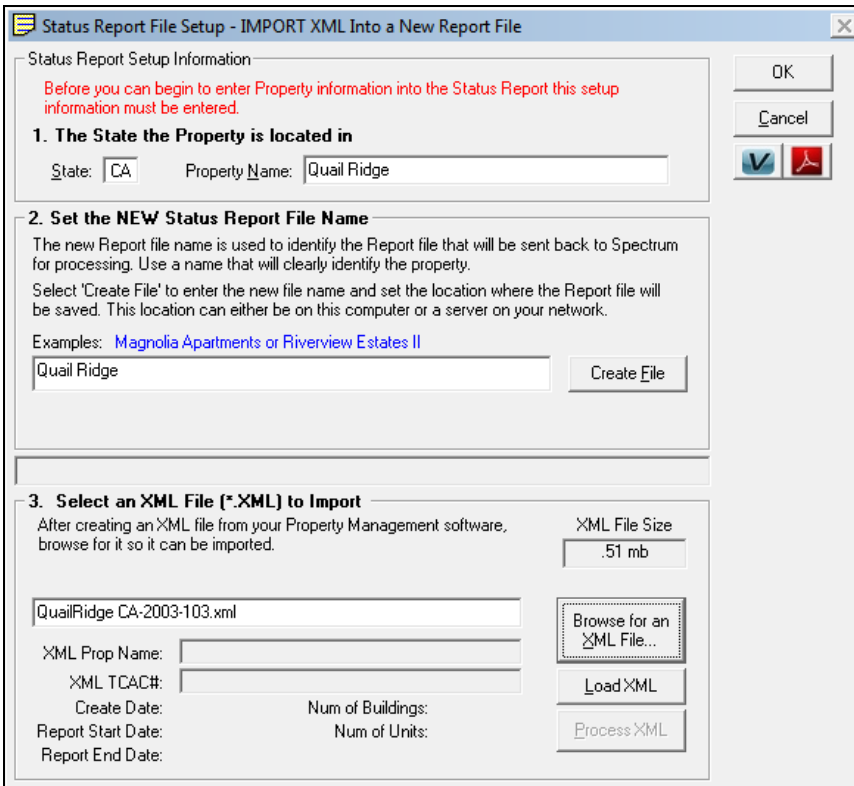 Status Report File Setup - IMPORT XML Into a New Report File
Status Report Setup Information
Before you can begin to enter Property information into the Status Report this setup
information must be entered.
1. The State the Property is located in
State: CA Property Name: Quail Ridge
OK
Cancel
V
2. Set the NEW Status Report File Name
The new Report file name is used to identify the Report file that will be sent back to Spectrum
for processing. Use a name that will clearly identify the property.
Select 'Create File' to enter the new file name and set the location where the Report file will
be saved. This location can either be on this computer or a server on your network.
Examples: Magnolia Apartments or Riverview Estates II
Quail Ridge Create File
3. Select an XML File (*.XML) to Import
After creating an XML file from your Property Management software,
browse for it so it can be imported.
XML File Size
.51 mb
QuailRidge CA-2003-103.xml
Browse for an
XML File...
XML Prop Name:
XML TCAC#:
Load XML
Create Date: Num of Buildings:
Report Start Date: Num of Units:
Process XML
Report End Date: